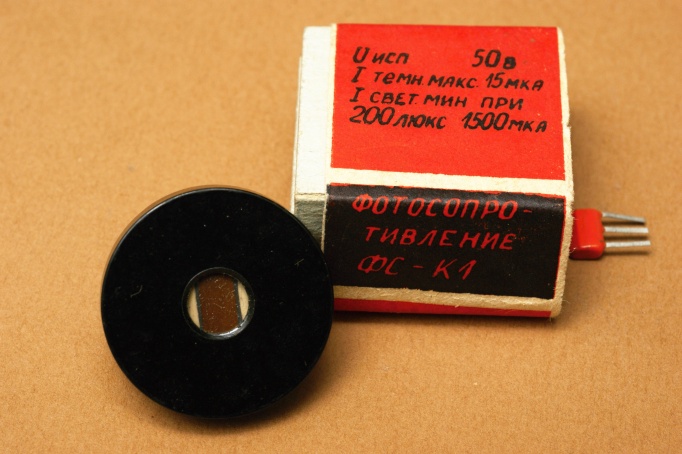 U исп 50в
I темн. макс. 15 мка
I свет. мин при
200 люкс 1500 мка
ФОТОСОПРО-
ТИВЛЕНИЕ
ФС-К1